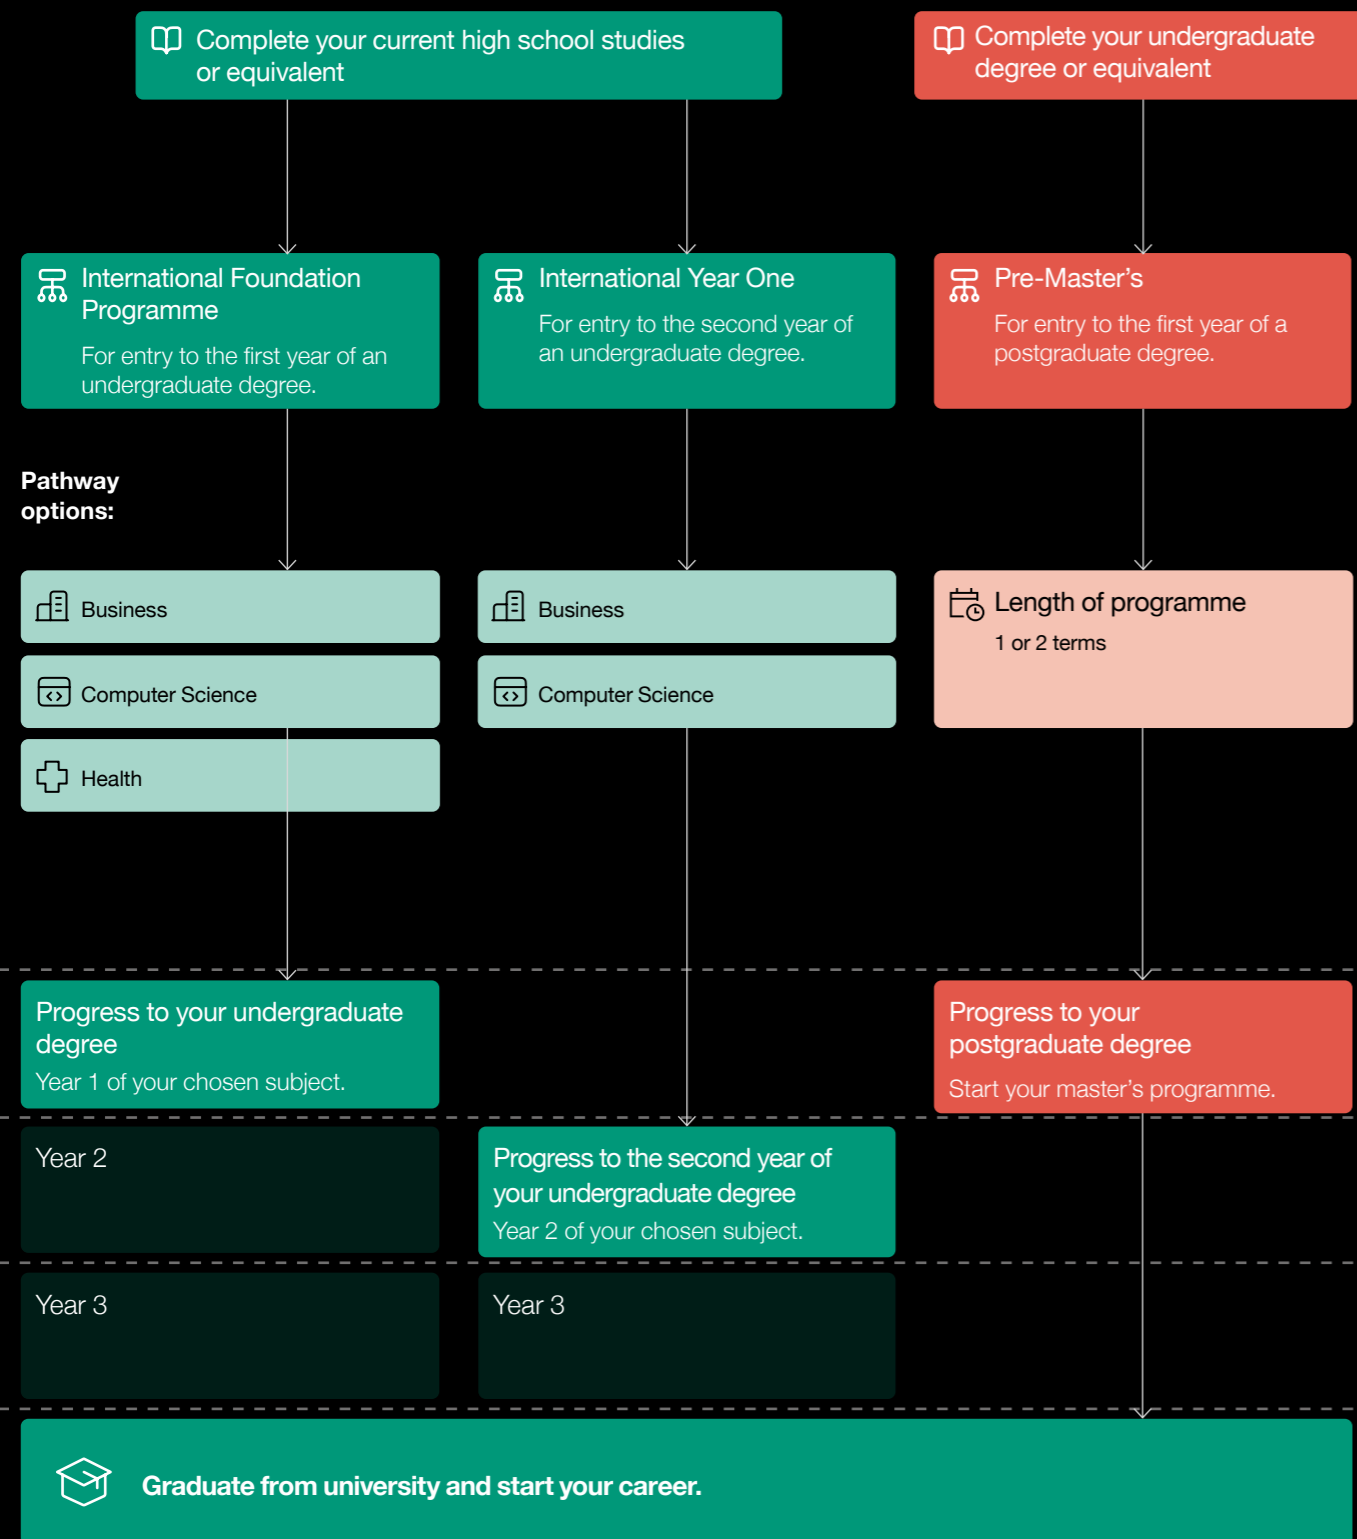 Complete your current high school studies
or equivalent
Complete your undergraduate
degree or equivalent
International Foundation
Programme
For entry to the first year of an
undergraduate degree.
International Year One
For entry to the second year of
an undergraduate degree.
Pre-Master’s
For entry to the first year of a
postgraduate degree.
Pathway
options:
Business
Computer Science
Health
Business
Computer Science
Length of programme
1 or 2 terms
Progress to your undergraduate
degree
Year 1 of your chosen subject.
Progress to your
postgraduate degree
Start your master’s programme.
Year 2
Progress to the second year of
your undergraduate degree
Year 2 of your chosen subject.
Year 3
Year 3
Graduate from university and start your career.